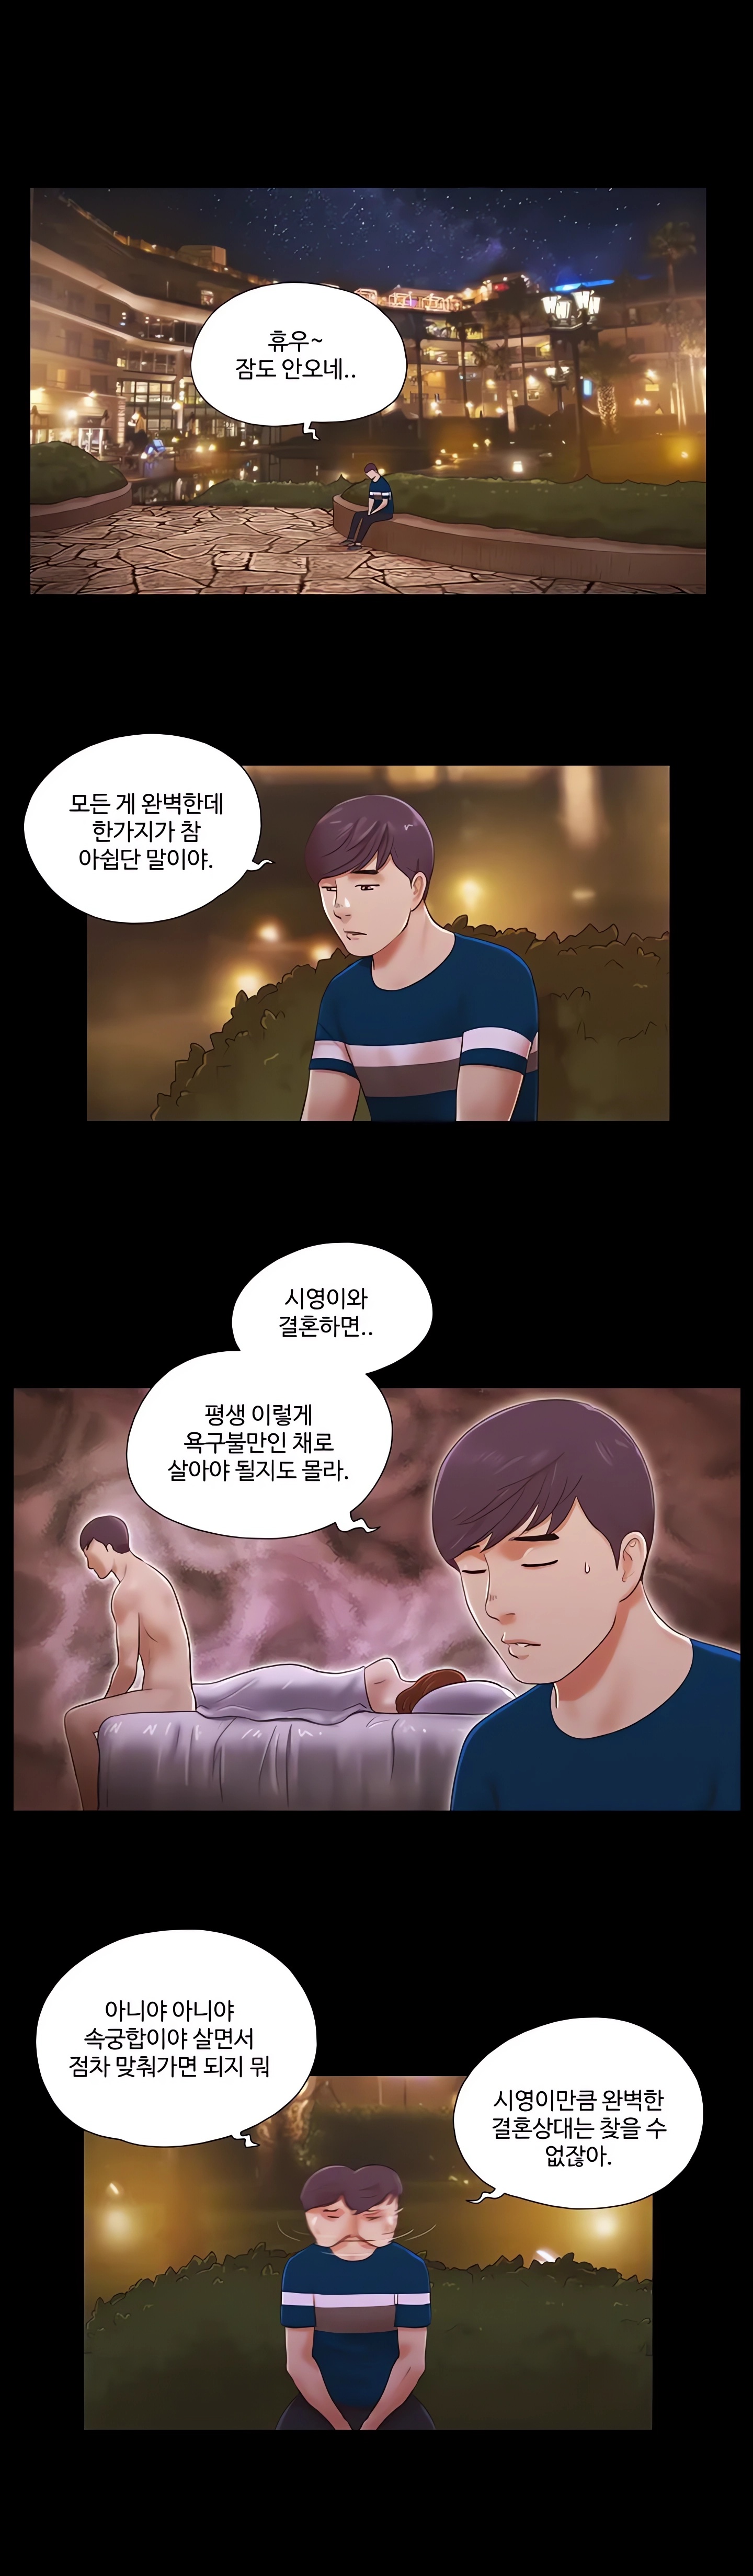 휴우~
잠도 안오네..
모든 게 완벽한데
한가지가 참
아쉽단 말이야.
시영이와
결혼하면..
평생 이렇게
욕구불만인 채로
살아야 될지도 몰라.
아니야 아니야
속궁합이야 살면서
점차 맞춰가면 되지 뭐
시영이만큼 완벽한
결혼상대는 찾을 수
없잖아.